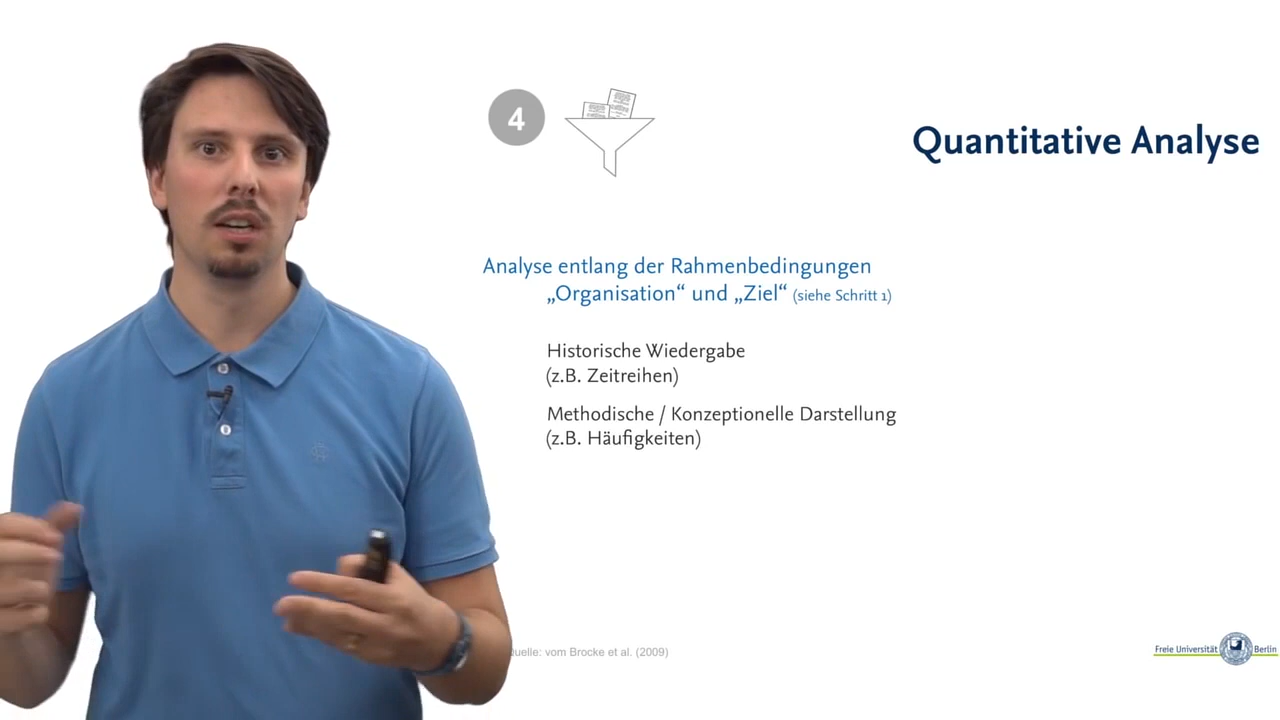 4
Quantitative Analyse
Analyse entlang der Rahmenbedingungen
„Organisation“ und „Ziel“ (siehe Schritt 1)
Historische Wiedergabe
(z.B. Zeitreihen)
Methodische / Konzeptionelle Darstellung
(z.B. Häufigkeiten)
Quelle: vom Brocke et al. (2009)
Freie Universität Berlin